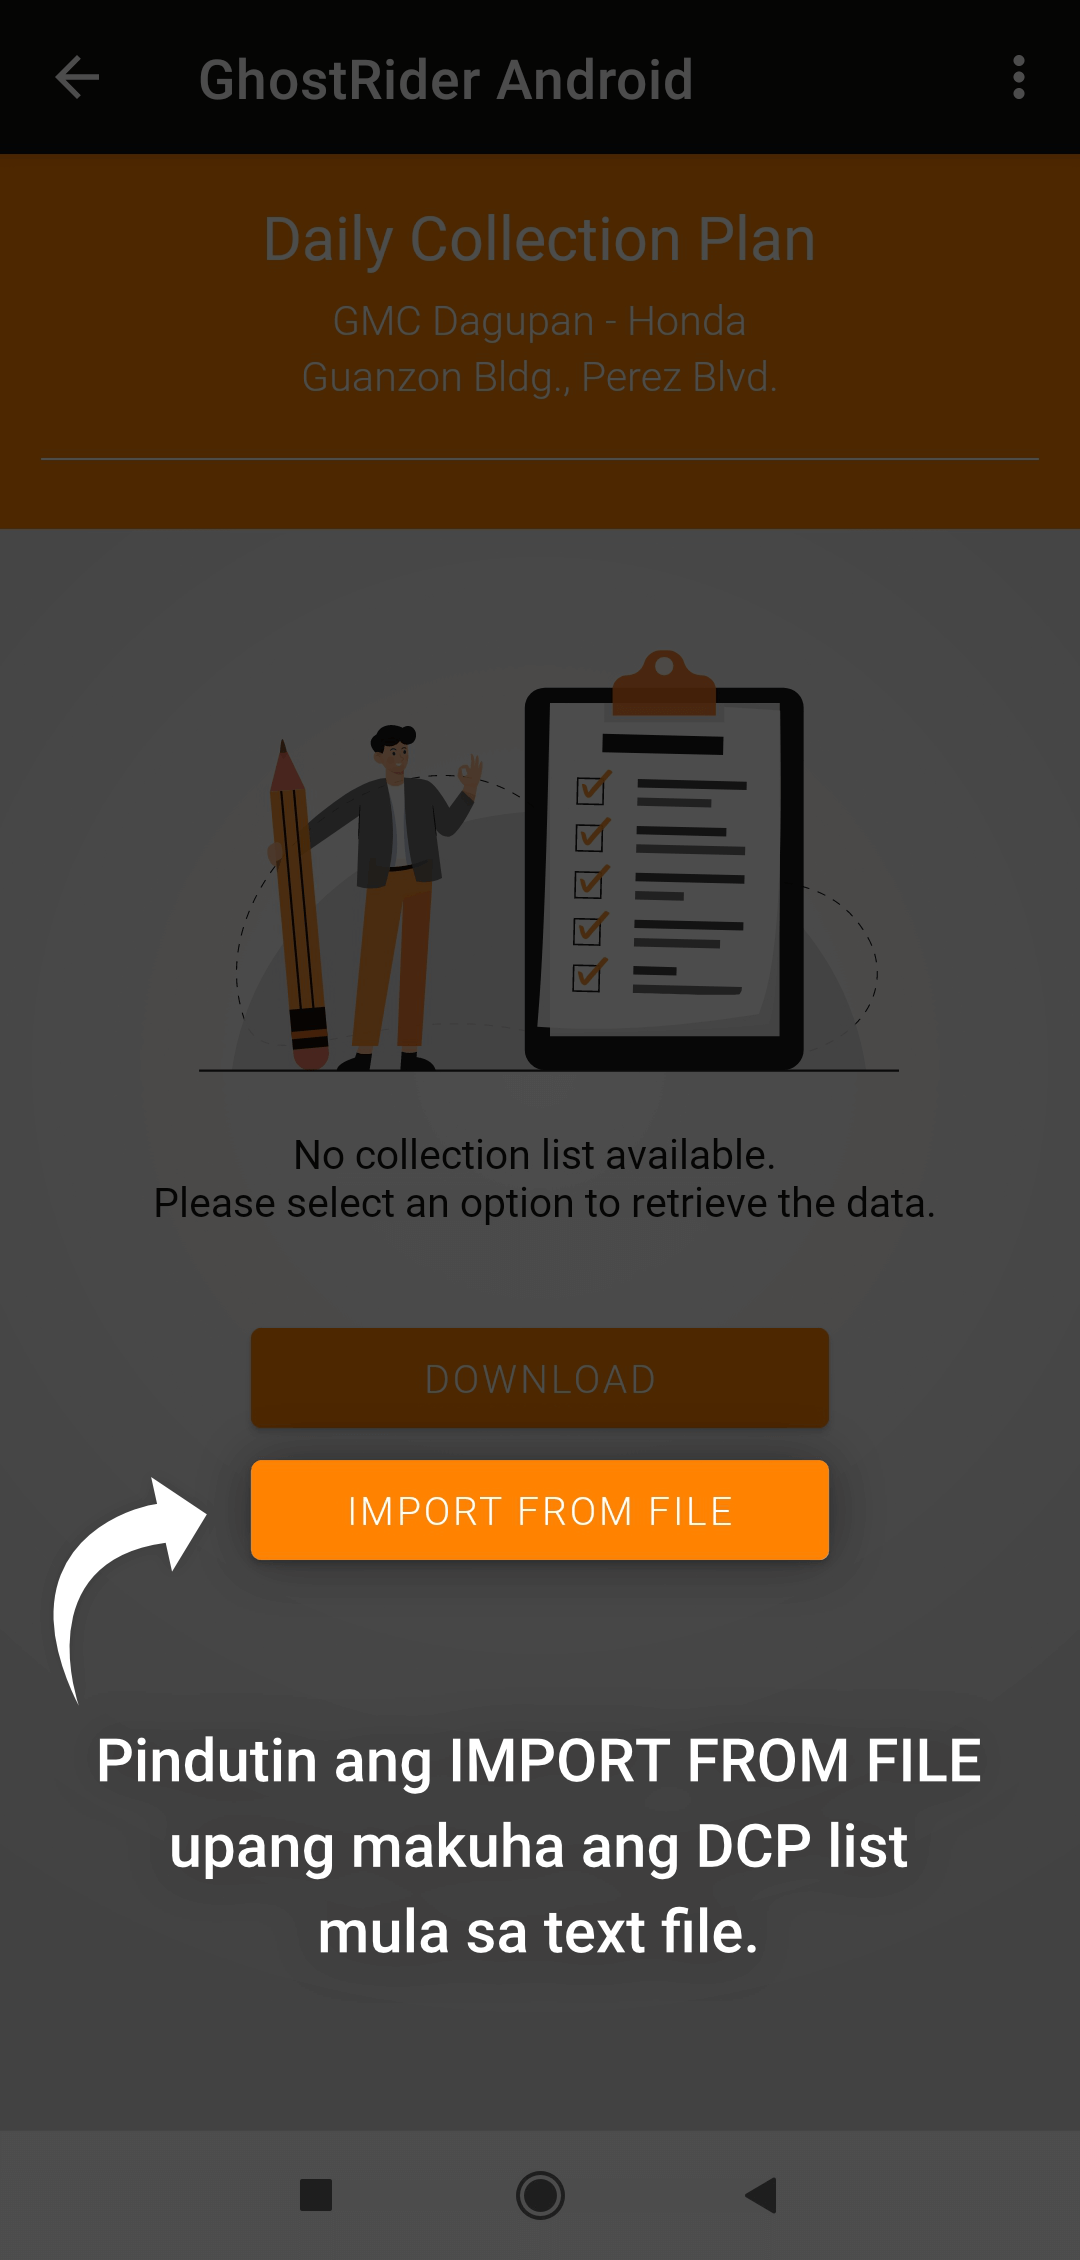 GhostRider Android
Daily Collection Plan
GMC Dagupan - Honda
Guanzon Bldg., Perez Blvd.
No collection list available.
Please select an option to retrieve the data.
DOWNLOAD
IMPORT FROM FILE
Pindutin ang IMPORT FROM FILE
upang makuha ang DCP list
mula sa text file.